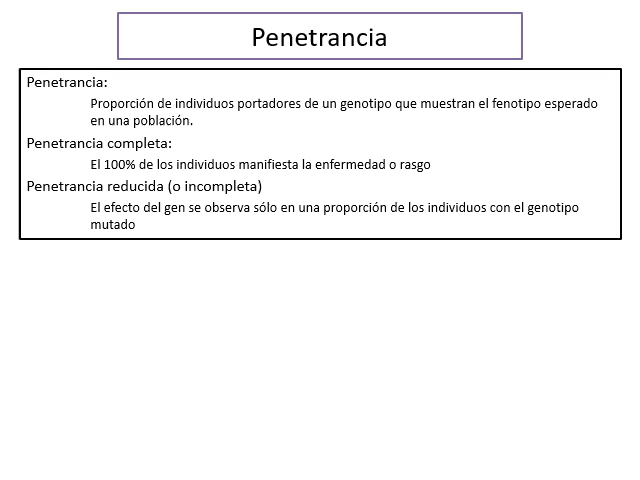 Penetrancia
Penetrancia:
Proporción de individuos portadores de un genotipo que muestran el fenotipo esperado
en una población.
Penetrancia completa:
El 100% de los individuos manifiesta la enfermedad o rasgo
Penetrancia reducida (o incompleta)
El efecto del gen se observa sólo en una proporción de los individuos con el genotipo
mutado